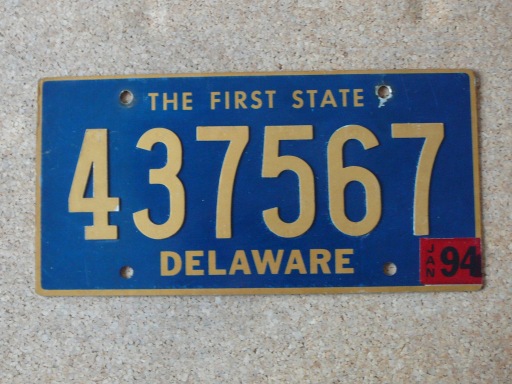 THE FIRST STATE
437567
DELAWARE
JAN 94